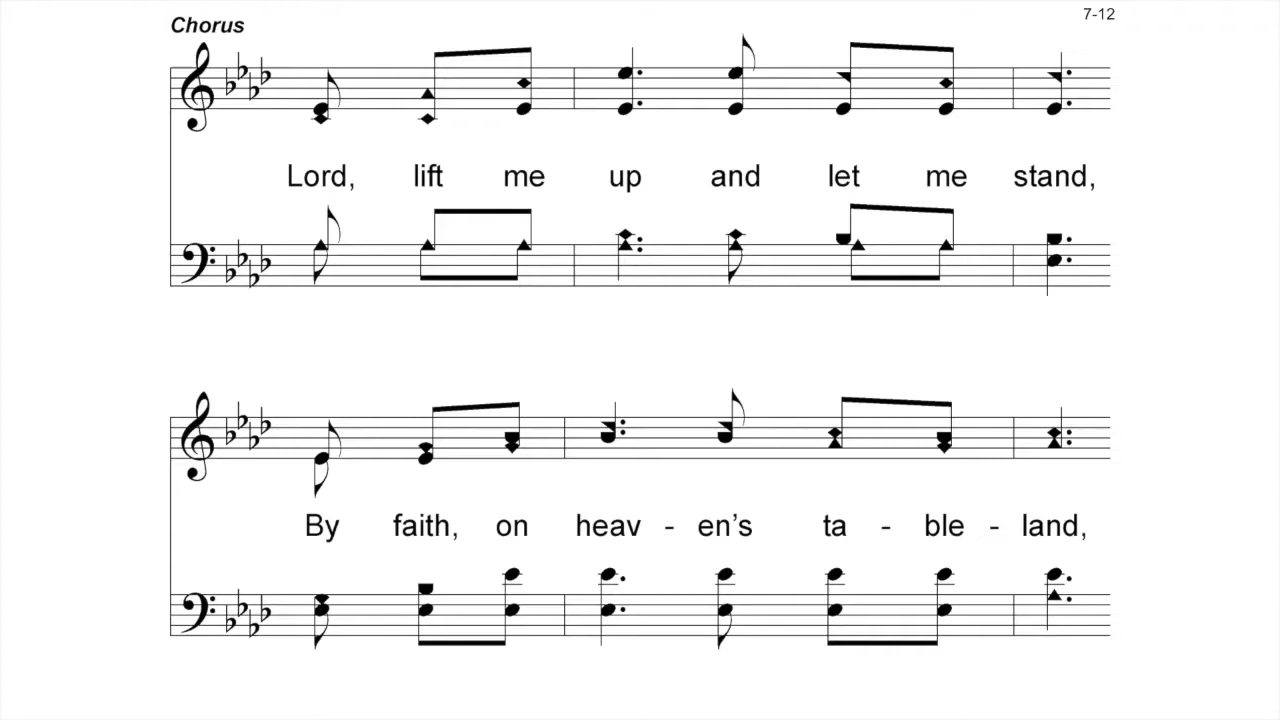 Chorus
7-12
Lord, lift me up and let me stand,
By faith, on heav - en’s ta - ble - land,